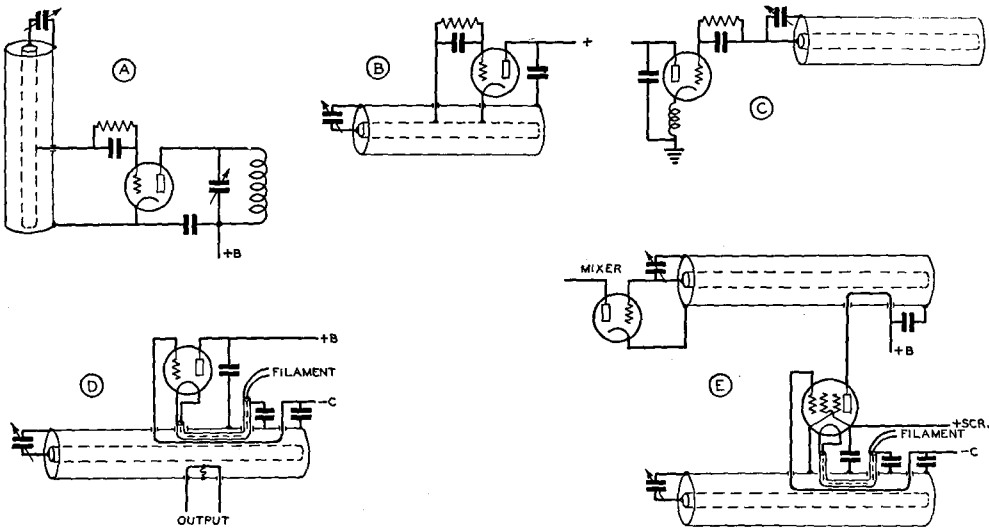 A
B
+
C
+B
MIXER
+B
D
+B
FILAMENT
-C
OUTPUT
E
+SCR.
FILAMENT
-C